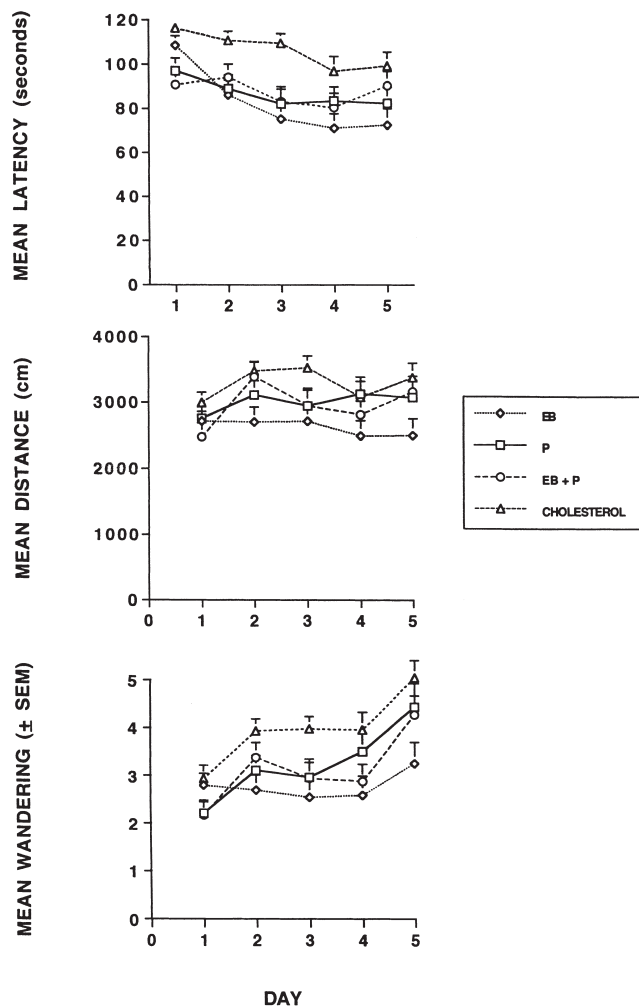 MEAN LATENCY (seconds)
120
100
80
60
40
20
0
1 2 3 4 5
MEAN DISTANCE (cm)
4000
3000
2000
1000
0
0 1 2 3 4 5
EB
P
EB + P
CHOLESTEROL
MEAN WANDERING (± SEM)
5
4
3
2
1
0
0 1 2 3 4 5
DAY